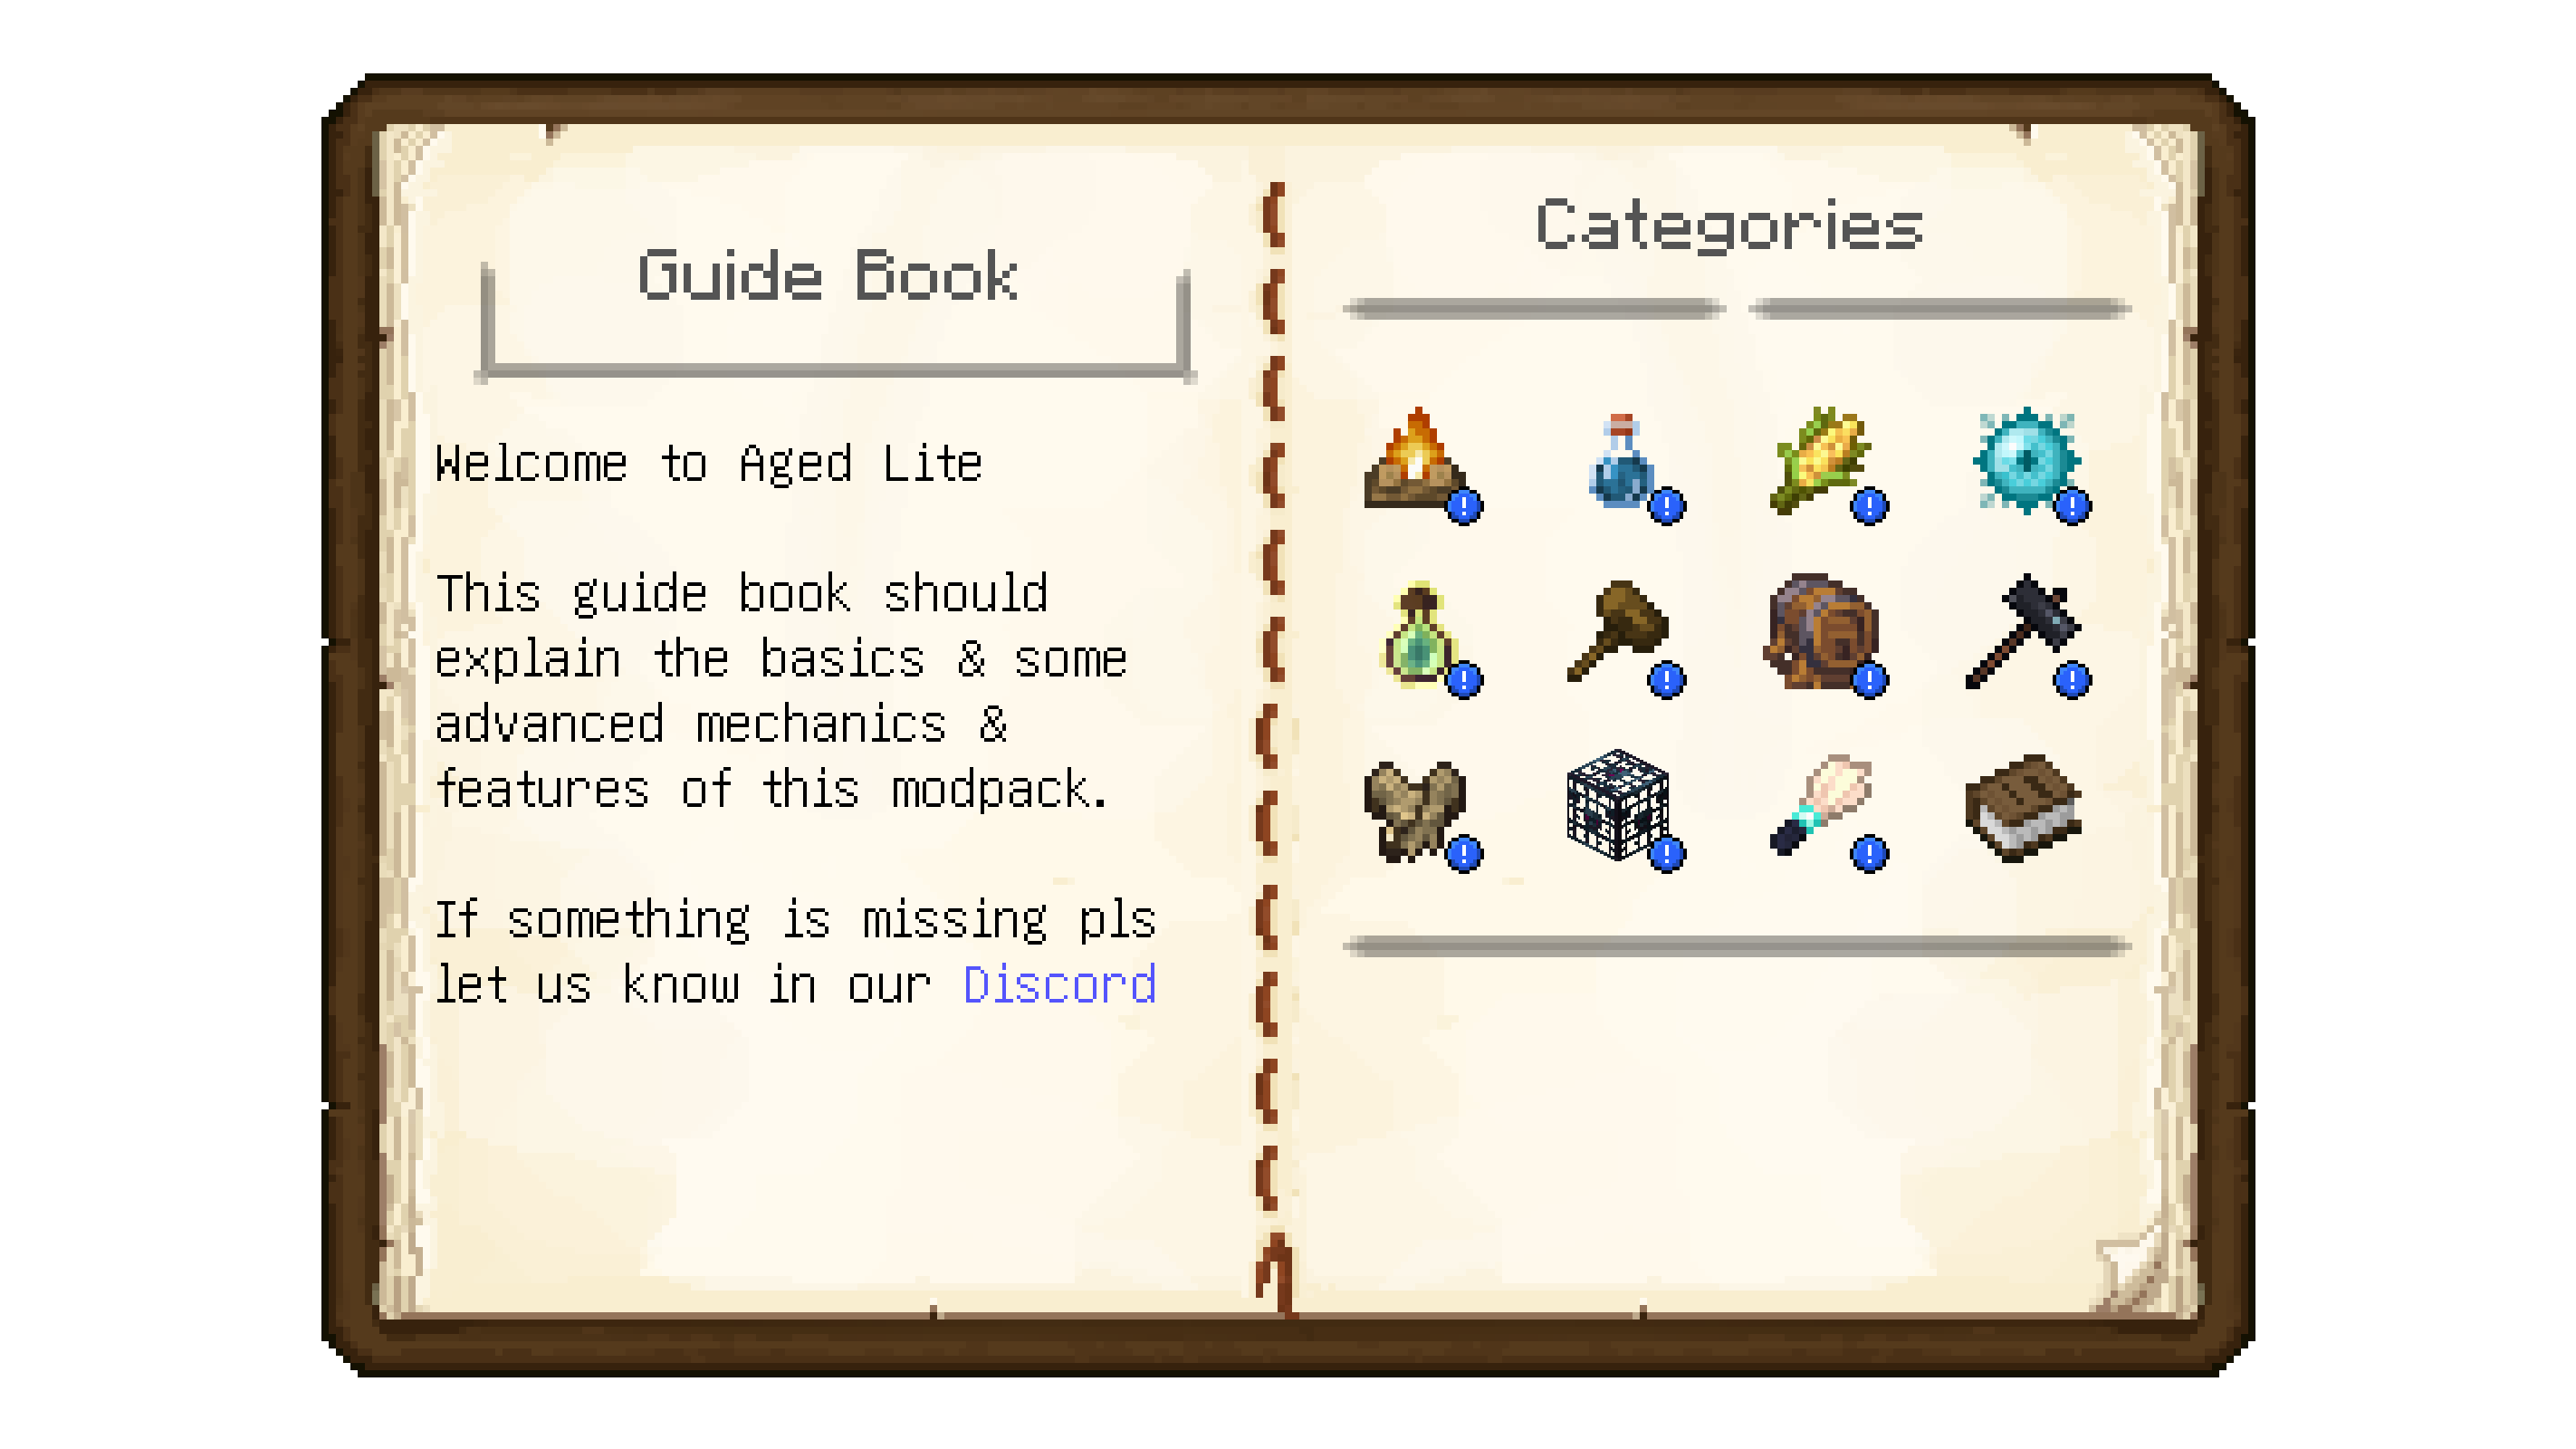 Guide Book
Welcome to Aged Lite
This guide book should
explain the basics & some
advanced mechanics &
features of this modpack.
If something is missing pls
let us know in our Discord
Categories